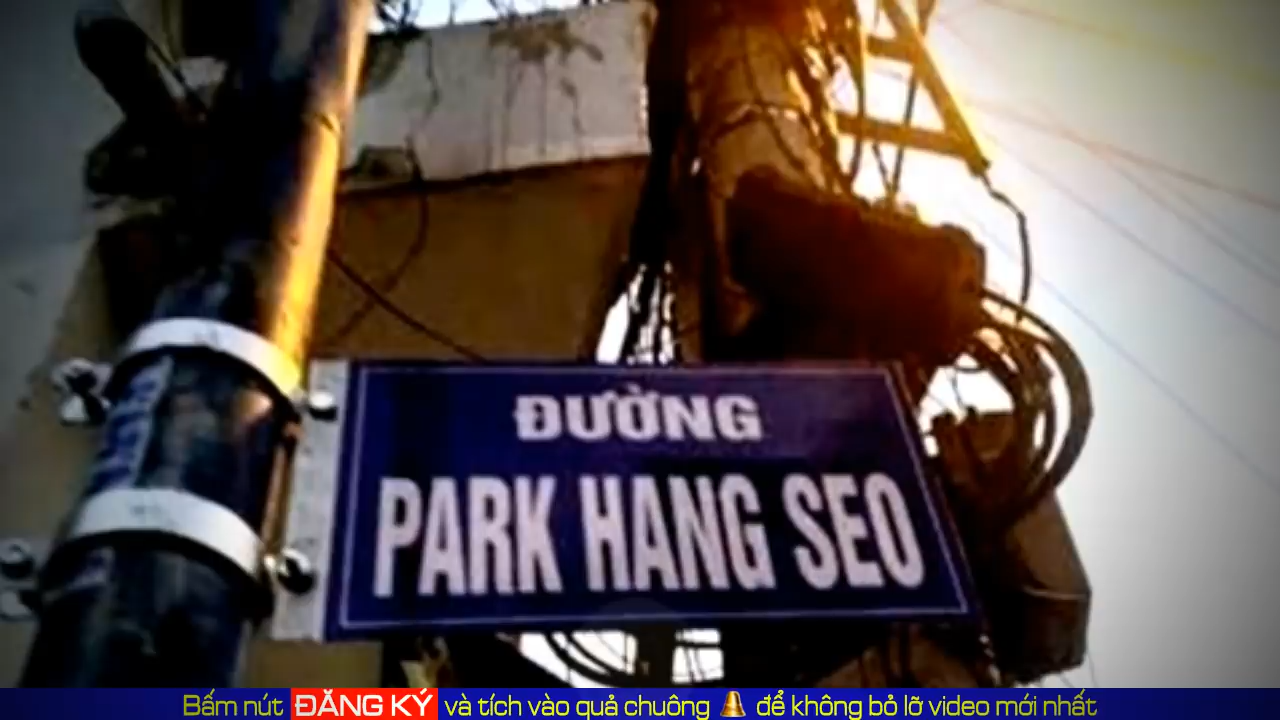 ĐƯỜNG
PARK HANG SEO
Bấm nút ĐĂNG KÝ và tích vào quả chuông 🔔 để không bỏ lỡ video mới nhất